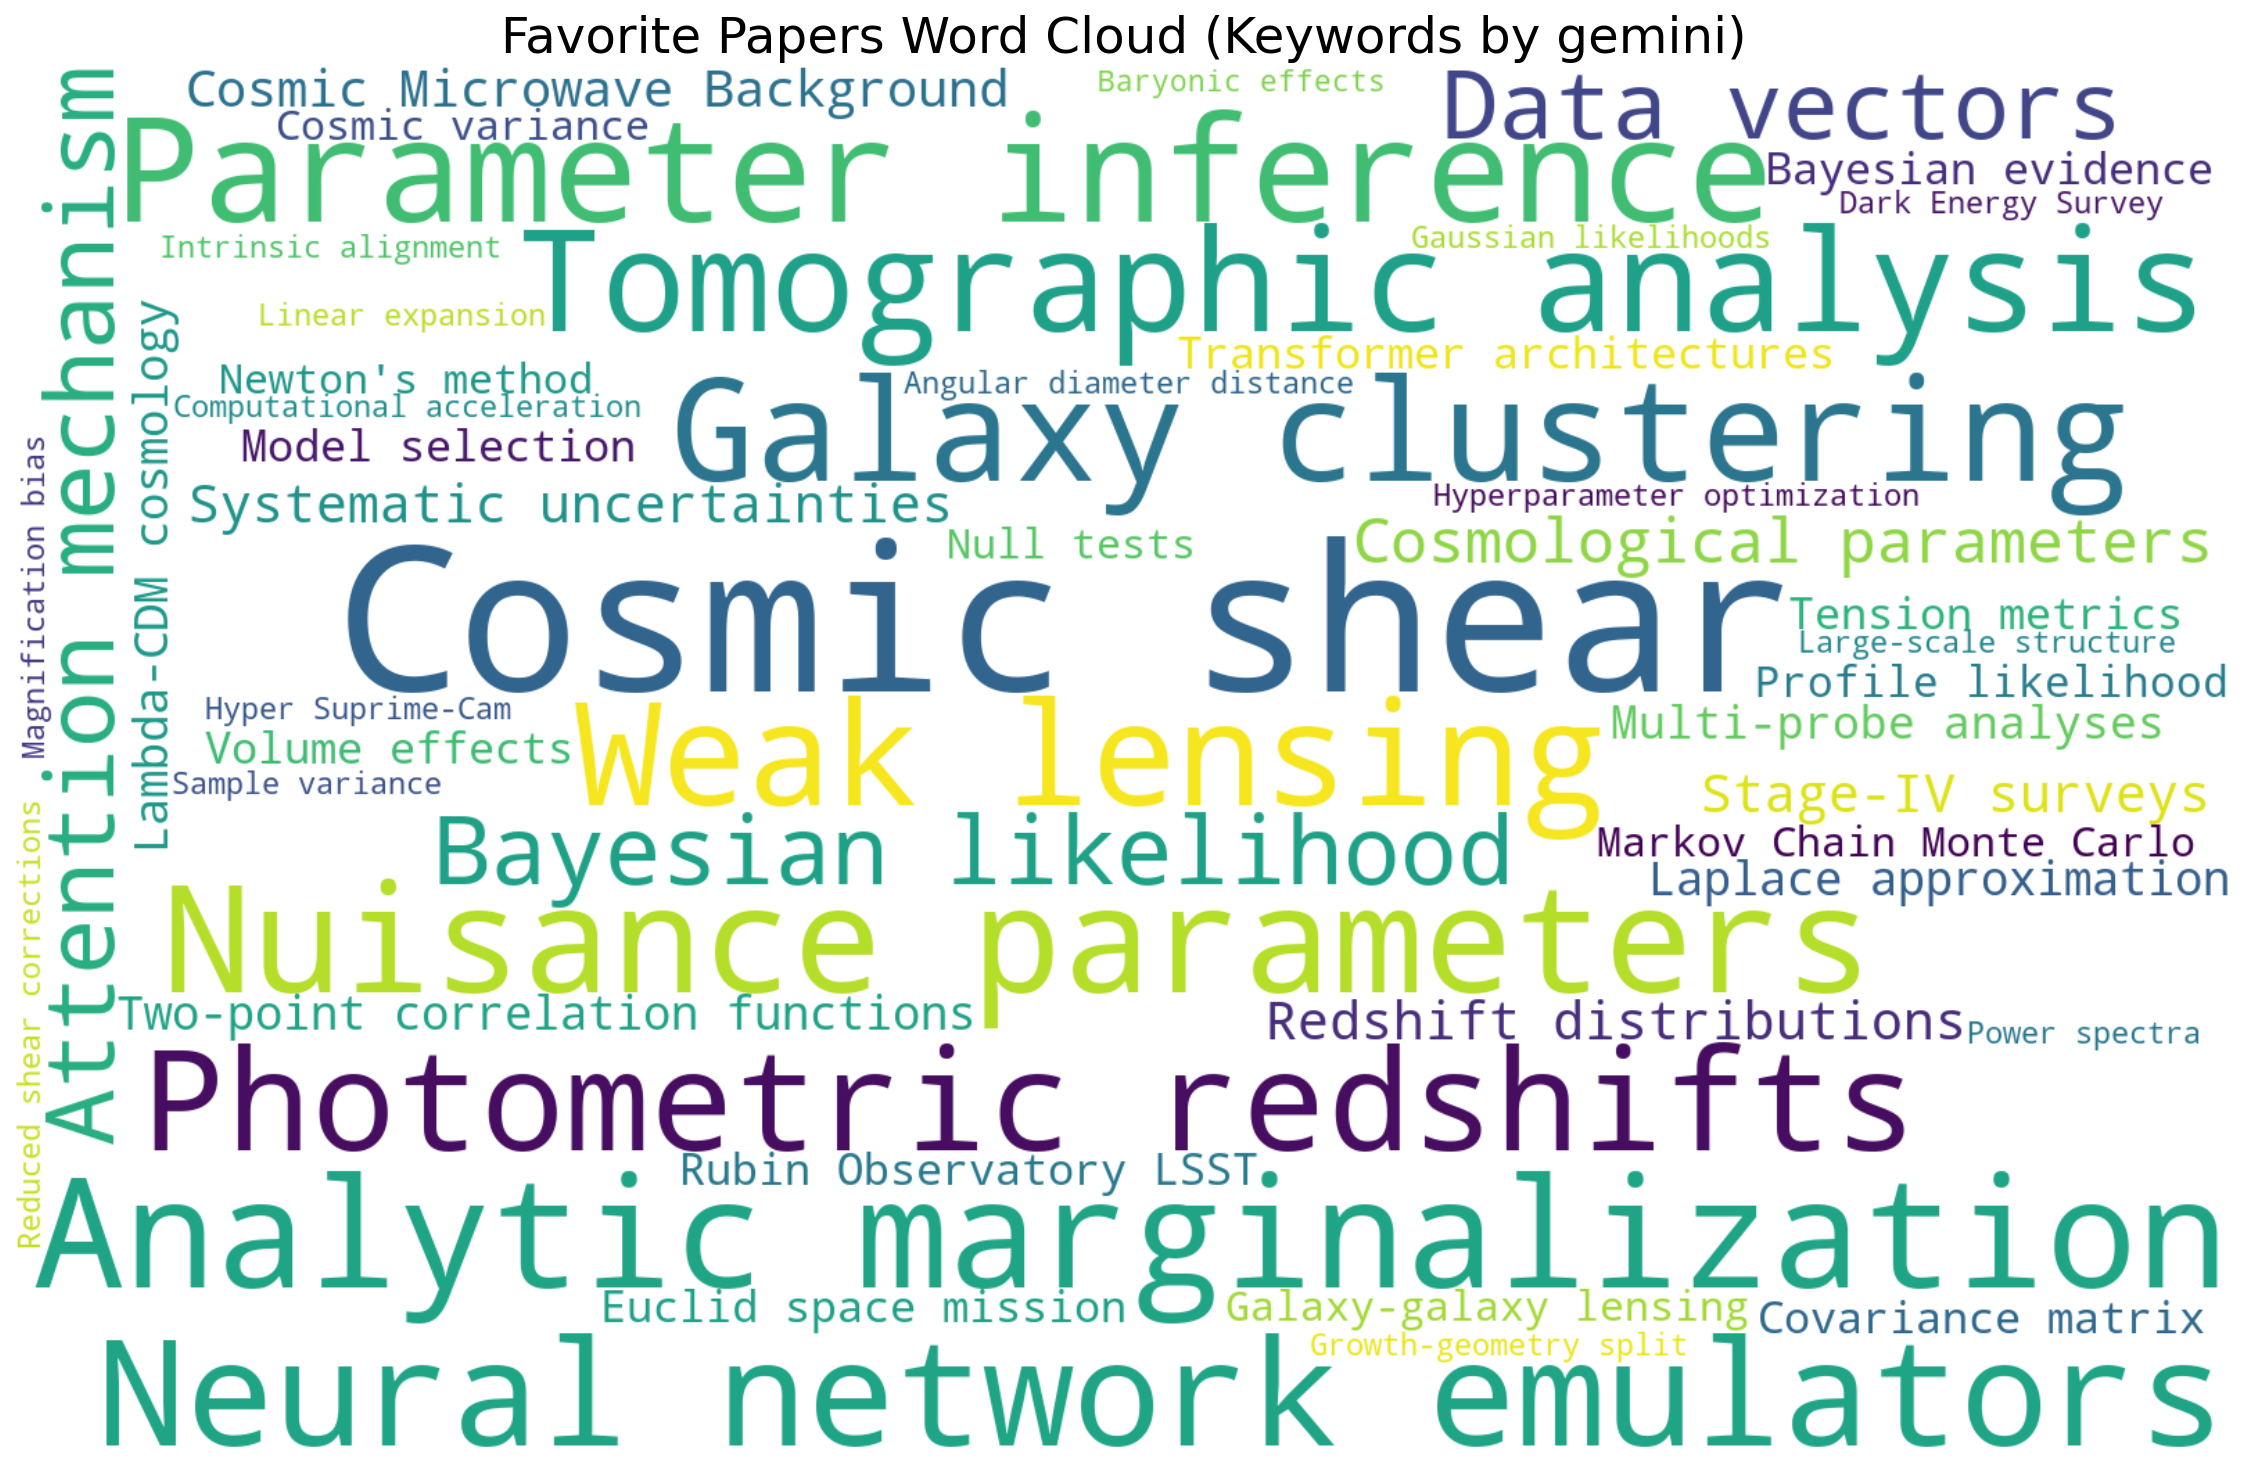 Favorite Papers Word Cloud (Keywords by gemini)
Cosmic Microwave Background
Baryonic effects
Data vectors
Cosmic variance
Parameter inference
Bayesian evidence
Dark Energy Survey
Intrinsic alignment
Gaussian likelihoods
Tomographic analysis
Linear expansion
Transformer architectures
Newton's method
Angular diameter distance
Computational acceleration
Galaxy clustering
Model selection
Hyperparameter optimization
Systematic uncertainties
Null tests
Cosmological parameters
Cosmic shear
Tension metrics
Large-scale structure
Profile likelihood
Hyper Suprime-Cam
Multi-probe analyses
Volume effects
Weak lensing
Sample variance
Stage-IV surveys
Bayesian likelihood
Markov Chain Monte Carlo
Laplace approximation
Nuisance parameters
Two-point correlation functions
Redshift distributions
Power spectra
Photometric redshifts
Rubin Observatory LSST
Analytic marginalization
Euclid space mission
Galaxy-galaxy lensing
Covariance matrix
Growth-geometry split
Neural network emulators
Attention mechanism
Lambda-CDM cosmology
Magnification bias
Reduced shear corrections